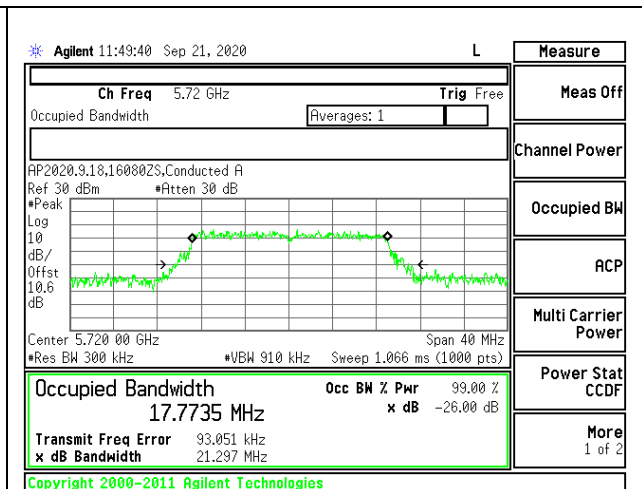 Agilent 11:49:40 Sep 21, 2020 L
Measure
Ch Freq 5.72 GHz Trig Free
Meas Off
Occupied Bandwidth Averages: 1
Channel Power
AP2020.9.18,16080ZS,Conducted A
Ref 30 dBm #Atten 30 dB
#Peak
Log
10
dB/
Offst
10.6
dB
Occupied BW
ACP
Multi Carrier
Power
Center 5.720 00 GHz Span 40 MHz
#Res BW 300 kHz #VBW 910 kHz Sweep 1.066 ms (1000 pts)
Power Stat
CCDF
Occupied Bandwidth Occ BW % Pwr 99.00 %
17.7735 MHz x dB -26.00 dB
Transmit Freq Error 93.051 kHz
x dB Bandwidth 21.297 MHz
More
1 of 2
Copyright 2000-2011 Agilent Technologies